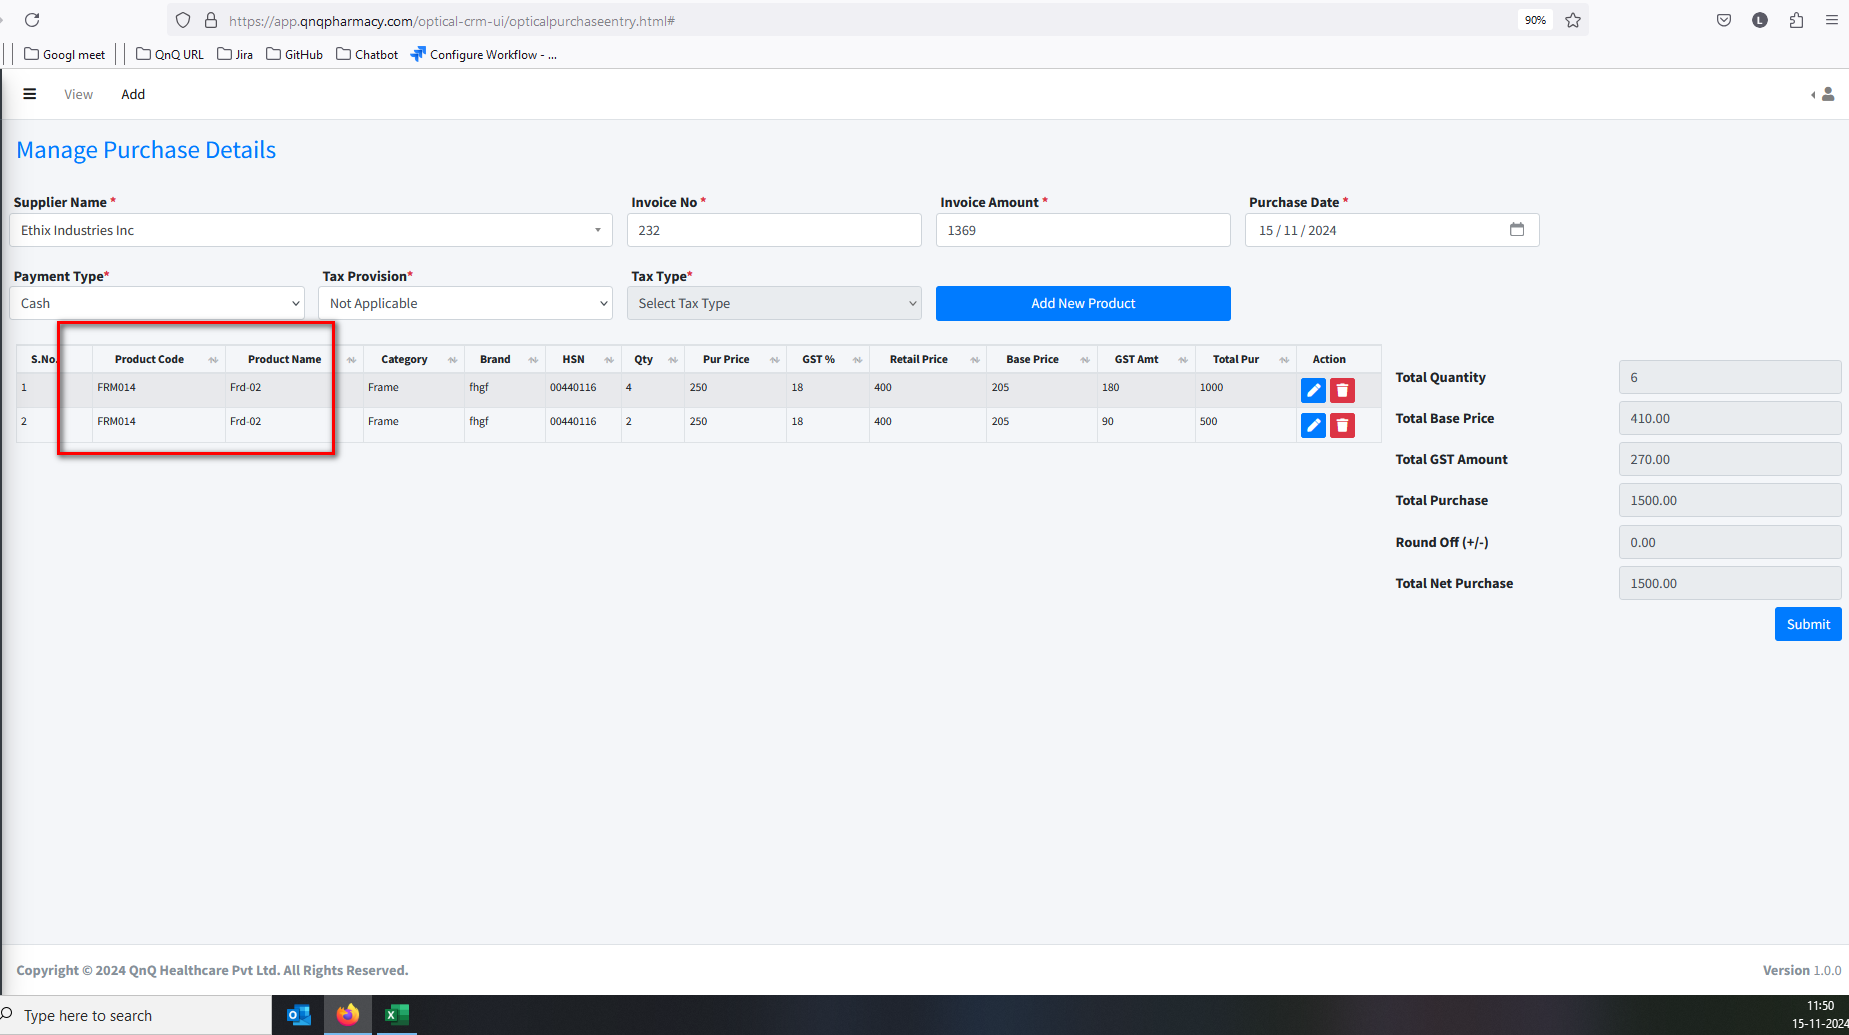 https://app.qnqpharmacy.com/optical-crm-ui/opticalpurchaseentry.html#
90%
L
Googl meet
QnQ URL
Jira
GitHub
Chatbot
Configure Workflow - ...
View
Add
Manage Purchase Details
Supplier Name *
Invoice No *
Invoice Amount *
Purchase Date *
Ethix Industries Inc
232
1369
15 / 11 / 2024
Payment Type*
Tax Provision*
Tax Type*
Cash
Not Applicable
Select Tax Type
Add New Product
S.No. Product Code Product Name Category Brand HSN Qty Pur Price GST % Retail Price Base Price GST Amt Total Pur Action
1 FRM014 Frd-02 Frame fhgf 00440116 4 250 18 400 205 180 1000
2 FRM014 Frd-02 Frame fhgf 00440116 2 250 18 400 205 90 500
Total Quantity 6
Total Base Price 410.00
Total GST Amount 270.00
Total Purchase 1500.00
Round Off (+/-) 0.00
Total Net Purchase 1500.00
Submit
Copyright © 2024 QnQ Healthcare Pvt Ltd. All Rights Reserved.
Version 1.0.0
Type here to search
11:50
15-11-2024